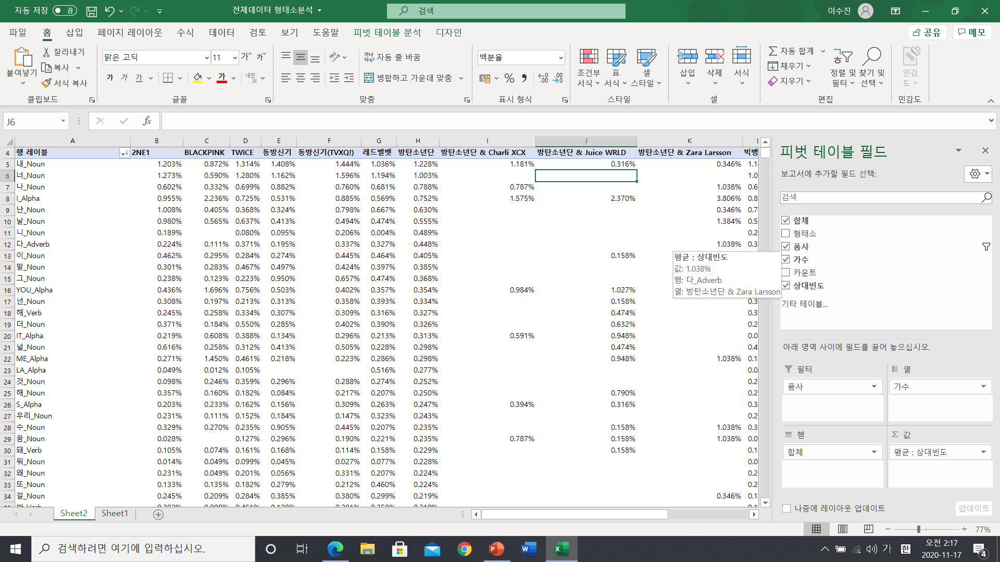 자동 저장 끔 전체데이터 형태소분석 검색 이수진
파일 홈 삽입 페이지 레이아웃 수식 데이터 검토 보기 도움말 피벗 테이블 분석 디자인 공유 메모
붙여넣기 잘라내기 복사 서식 복사 클립보드
맑은 고딕 11 가 가 가 가 가 가 내천 글꼴
가나 자동 줄 바꿈 병합하고 가운데 맞춤 맞춤
백분율 % 표시 형식
조건부 서식 표 서식 셀 스타일 스타일
삽입 삭제 서식 셀
자동 합계 채우기 지우기 정렬 및 필터 찾기 및 선택 편집
민감도 민감도
J6 fx
A B C D E F G H I J K L
4 행 레이블 2NE1 BLACKPINK TWICE 동방신기 동방신기(TVXQ!) 레드벨벳 방탄소년단 방탄소년단 & Charli XCX 방탄소년단 & Juice WRLD 방탄소년단 & Zara Larsson 빅뱅
5 내_Noun 1.203% 0.872% 1.314% 1.408% 1.444% 1.036% 1.228% 1.181% 0.316% 0.346%
6 너_Noun 1.273% 0.590% 1.280% 1.162% 1.596% 1.194% 1.003% 1.0
7 나_Noun 0.602% 0.332% 0.699% 0.882% 0.760% 0.681% 0.788% 0.787% 1.038% 0.6
8 I_Alpha 0.955% 2.236% 0.725% 0.531% 0.885% 0.569% 0.752% 1.575% 2.370% 3.806% 0.8
9 난_Noun 1.008% 0.405% 0.368% 0.324% 0.798% 0.667% 0.630% 0.346% 0.7
10 날_Noun 0.980% 0.565% 0.637% 0.413% 0.494% 0.474% 0.555% 1.384% 0.5
11 니_Noun 0.189% 0.080% 0.095% 0.206% 0.004% 0.489% 0.2
12 다_Adverb 0.224% 0.111% 0.371% 0.195% 0.337% 0.327% 0.448% 1.038% 0.3
13 이_Noun 0.462% 0.295% 0.284% 0.274% 0.445% 0.464% 0.405% 0.158%
14 말_Noun 0.301% 0.283% 0.467% 0.497% 0.424% 0.397% 0.385%
15 그_Noun 0.238% 0.123% 0.223% 0.950% 0.657% 0.474% 0.368%
16 YOU_Alpha 0.436% 1.696% 0.756% 0.503% 0.402% 0.357% 0.354% 0.984% 1.027%
17 넌_Noun 0.308% 0.197% 0.213% 0.313% 0.358% 0.393% 0.334% 0.158% 0.3
18 해_Verb 0.245% 0.258% 0.334% 0.307% 0.309% 0.316% 0.327% 0.474% 0.3
19 더_Noun 0.371% 0.184% 0.550% 0.285% 0.402% 0.390% 0.326% 0.632% 0.2
20 IT_Alpha 0.219% 0.608% 0.388% 0.134% 0.296% 0.213% 0.313% 0.591% 0.948% 0.0
21 널_Noun 0.616% 0.258% 0.312% 0.413% 0.505% 0.228% 0.298% 0.474% 0.4
22 ME_Alpha 0.271% 1.450% 0.461% 0.218% 0.223% 0.286% 0.298% 0.948% 1.038% 0.1
23 LA_Alpha 0.049% 0.012% 0.105% 0.516% 0.277% 0.0
24 것_Noun 0.098% 0.246% 0.359% 0.296% 0.288% 0.274% 0.252% 0.2
25 해_Noun 0.357% 0.160% 0.182% 0.084% 0.217% 0.207% 0.250% 0.790% 0.2
26 S_Alpha 0.203% 0.233% 0.162% 0.156% 0.309% 0.263% 0.247% 0.394% 0.316% 0.3
27 우리_Noun 0.231% 0.111% 0.152% 0.184% 0.147% 0.323% 0.243% 0.2
28 수_Noun 0.329% 0.270% 0.235% 0.905% 0.445% 0.207% 0.235% 0.158% 1.038% 0.3
29 꿈_Noun 0.028% 0.127% 0.296% 0.190% 0.221% 0.235% 0.787% 0.158% 1.038% 0.0
30 돼_Verb 0.105% 0.074% 0.161% 0.168% 0.114% 0.158% 0.229% 0.158% 0.1
31 뭐_Noun 0.014% 0.049% 0.099% 0.045% 0.027% 0.077% 0.228% 0.0
32 왜_Noun 0.231% 0.049% 0.201% 0.056% 0.331% 0.207% 0.224% 0.2
33 또_Noun 0.133% 0.135% 0.182% 0.279% 0.212% 0.460% 0.224% 0.2
34 걸_Noun 0.245% 0.209% 0.284% 0.385% 0.380% 0.299% 0.219% 0.346% 0.1
평균 : 상대빈도
값: 1.038%
행: 다_Adverb
열: 방탄소년단 & Zara Larsson
피벗 테이블 필드
보고서에 추가할 필드 선택:
검색
합체
형태소
품사
가수
카운트
상대빈도
기타 테이블...
아래 영역 사이에 필드를 끌어 놓으십시오.
필터 열
품사 가수
행 Σ 값
합체 평균 : 상대빈도
나중에 레이아웃 업데이트 업데이트
Sheet2 Sheet1
77%
검색하려면 여기에 입력하십시오.
가 한 오전 2:17
2020-11-17 4